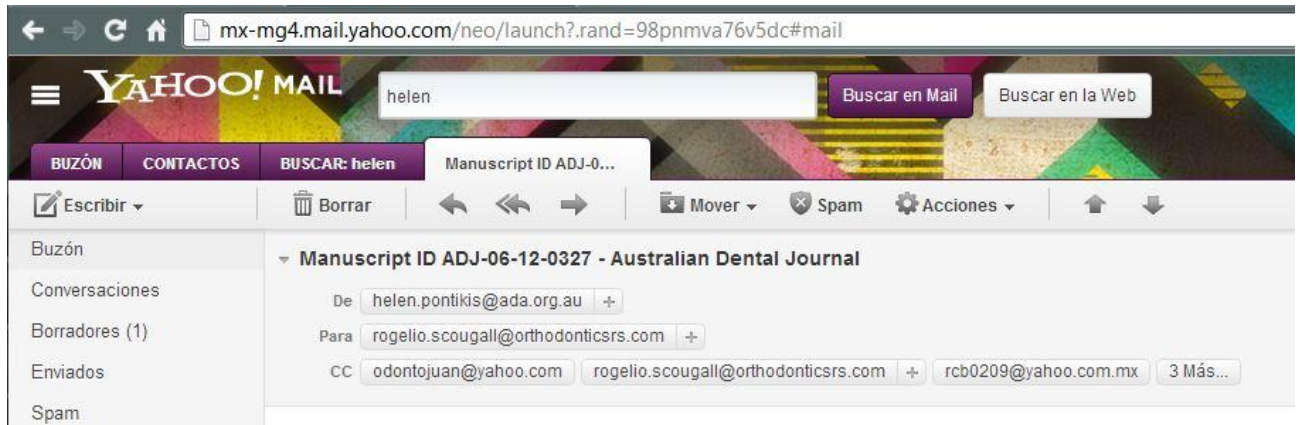 mx-mg4.mail.yahoo.com/neo/launch?.rand=98pnmva76v5dc#mail
YAHOO! MAIL helen Buscar en Mail Buscar en la Web
BUZÓN CONTACTOS BUSCAR: helen Manuscript ID ADJ-0...
Escribir Borrar Mover Spam Acciones
Buzón
Manuscript ID ADJ-06-12-0327 - Australian Dental Journal
Conversaciones
De helen.pontikis@ada.org.au +
Borradores (1)
Para rogelio.scougall@orthodonticsrs.com +
Enviados
CC odontojuan@yahoo.com rogelio.scougall@orthodonticsrs.com + rcb0209@yahoo.com.mx 3 Más...
Spam